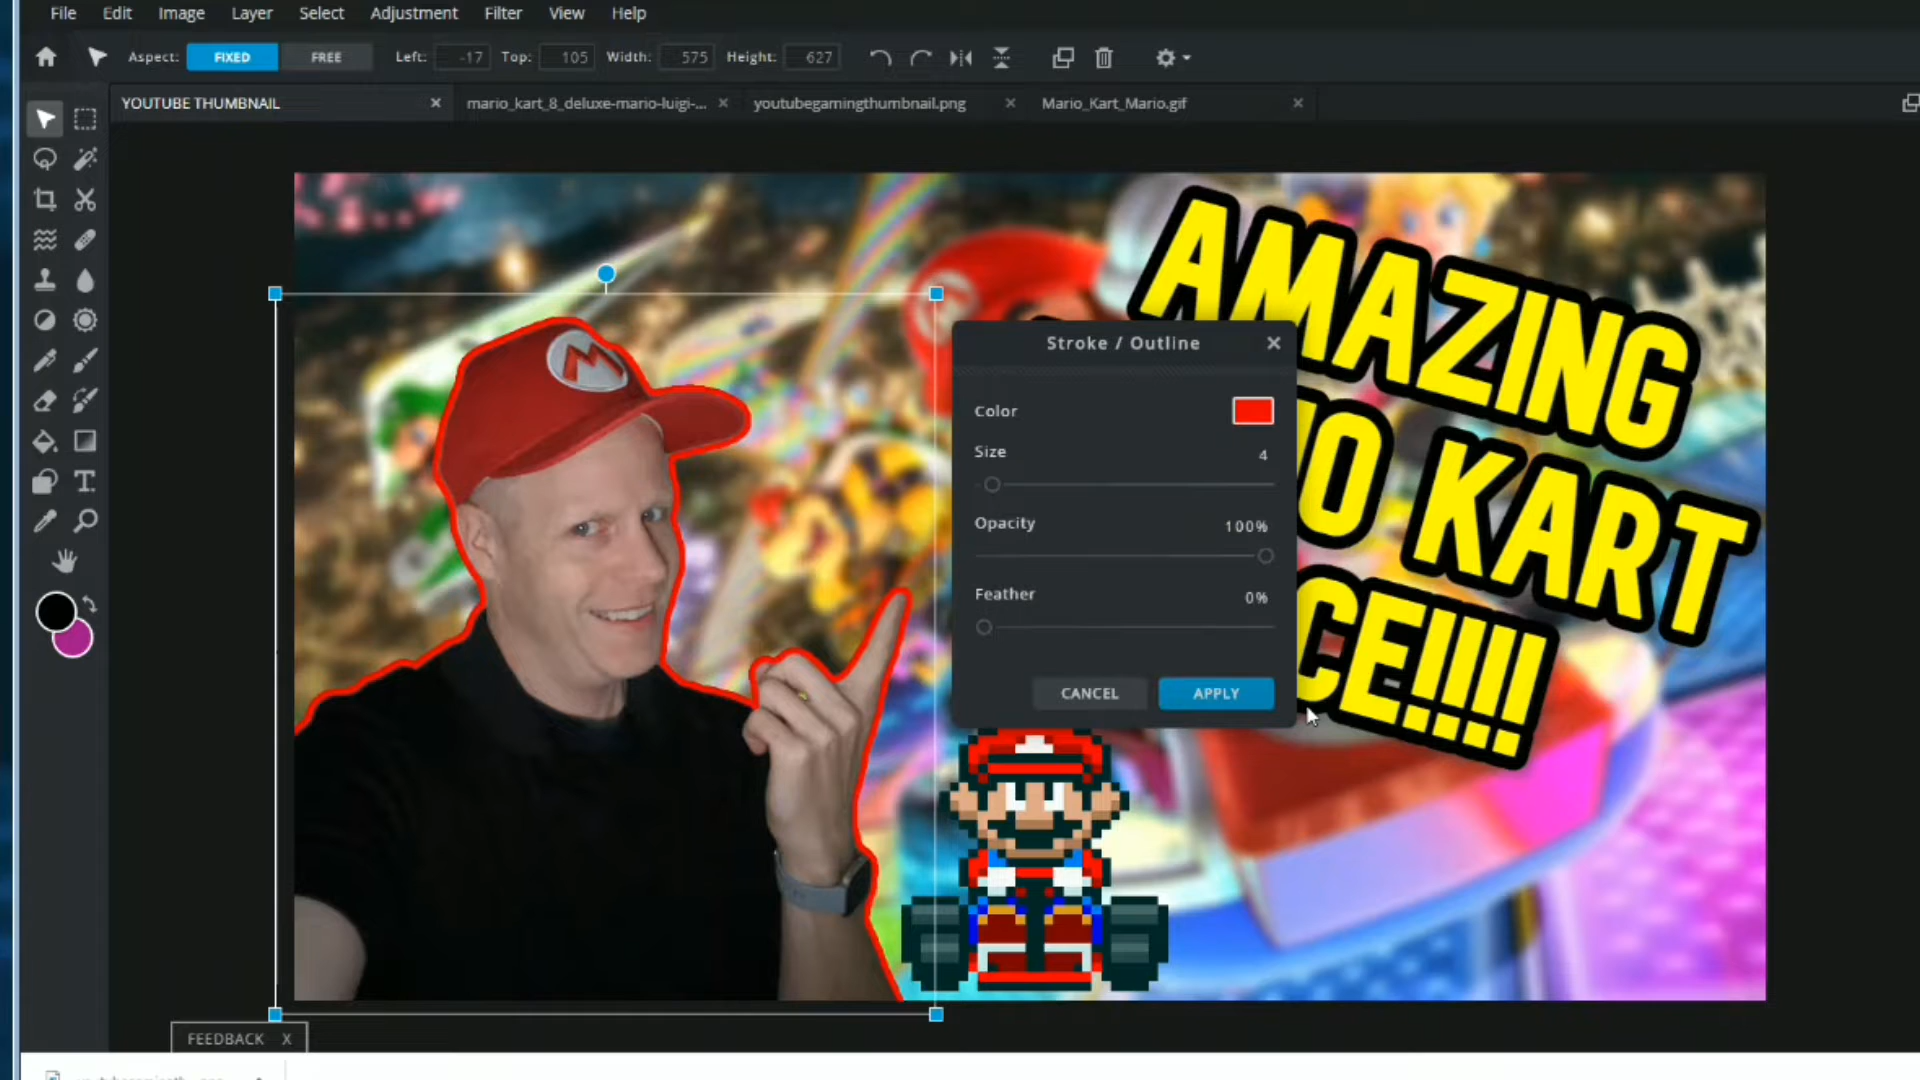 File Edit Image Layer Select Adjustment Filter View Help
Aspect: FIXED FREE Left: -17 Top: 105 Width: 575 Height: 627
YOUTUBE THUMBNAIL mario_kart_8_deluxe-mario-luigi-... youtubegamingthumbnail.png Mario_Kart_Mario.gif
AMAZING
O KART
CE!!!!
M
Stroke / Outline
Color
Size 4
Opacity 100%
Feather 0%
CANCEL APPLY
T
FEEDBACK X